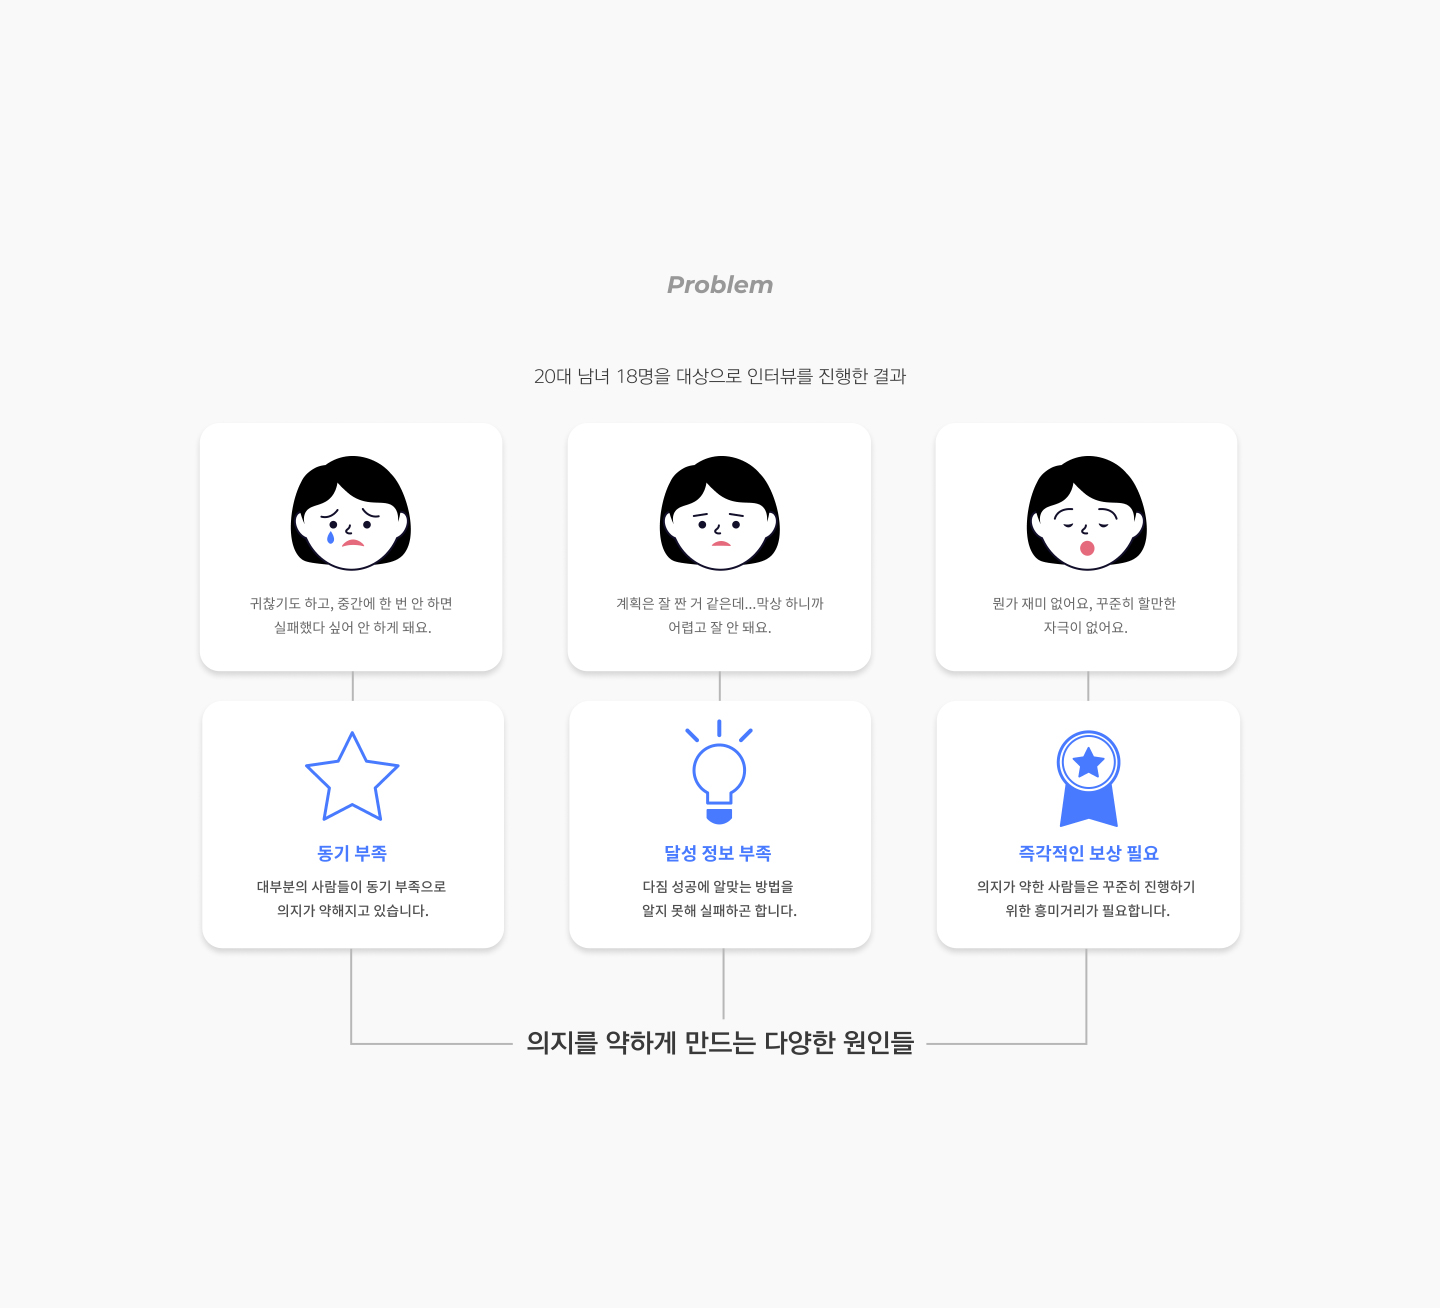 Problem
20대 남녀 18명을 대상으로 인터뷰를 진행한 결과
귀찮기도 하고, 중간에 한 번 안 하면
실패했다 싶어 안 하게 돼요.
계획은 잘 짠 거 같은데...막상 하니까
어렵고 잘 안 돼요.
뭔가 재미 없어요, 꾸준히 할만한
자극이 없어요.
동기 부족
대부분의 사람들이 동기 부족으로
의지가 약해지고 있습니다.
달성 정보 부족
다짐 성공에 알맞는 방법을
알지 못해 실패하곤 합니다.
즉각적인 보상 필요
의지가 약한 사람들은 꾸준히 진행하기
위한 흥미거리가 필요합니다.
의지를 약하게 만드는 다양한 원인들